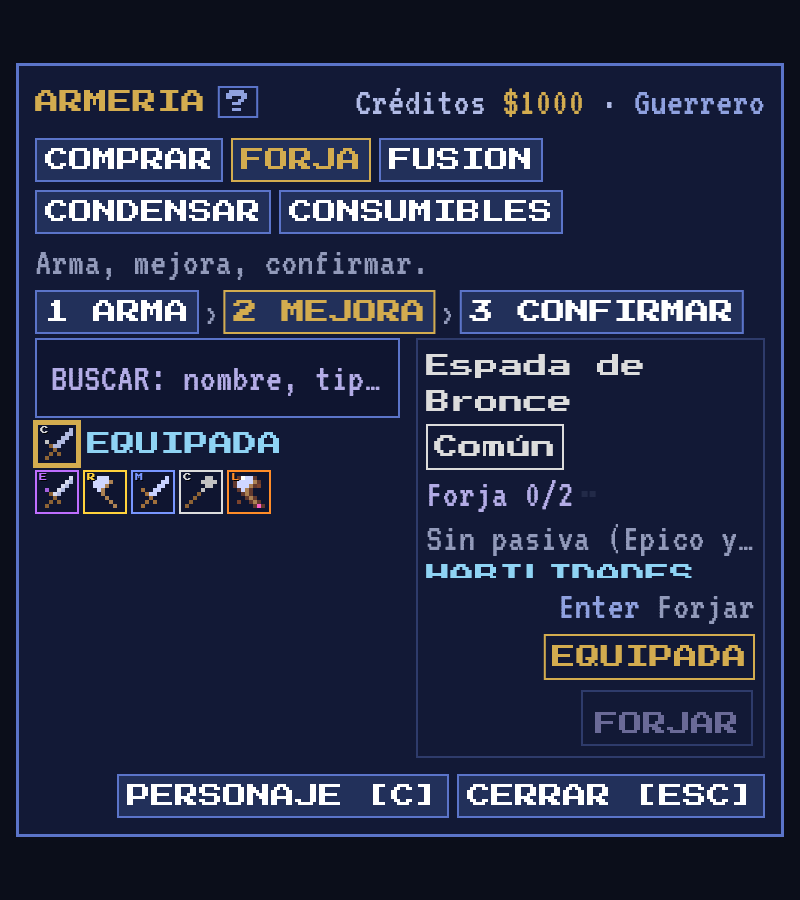 ARMERIA ? Créditos $1000 · Guerrero
COMPRAR FORJA FUSION
CONDENSAR CONSUMIBLES
Arma, mejora, confirmar.
1 ARMA › 2 MEJORA › 3 CONFIRMAR
BUSCAR: nombre, tip…
C EQUIPADA
E R M C L
Espada de
Bronce
Común
Forja 0/2
Sin pasiva (Epico y…
HABILIDADES
Enter Forjar
EQUIPADA
FORJAR
PERSONAJE [C] CERRAR [ESC]